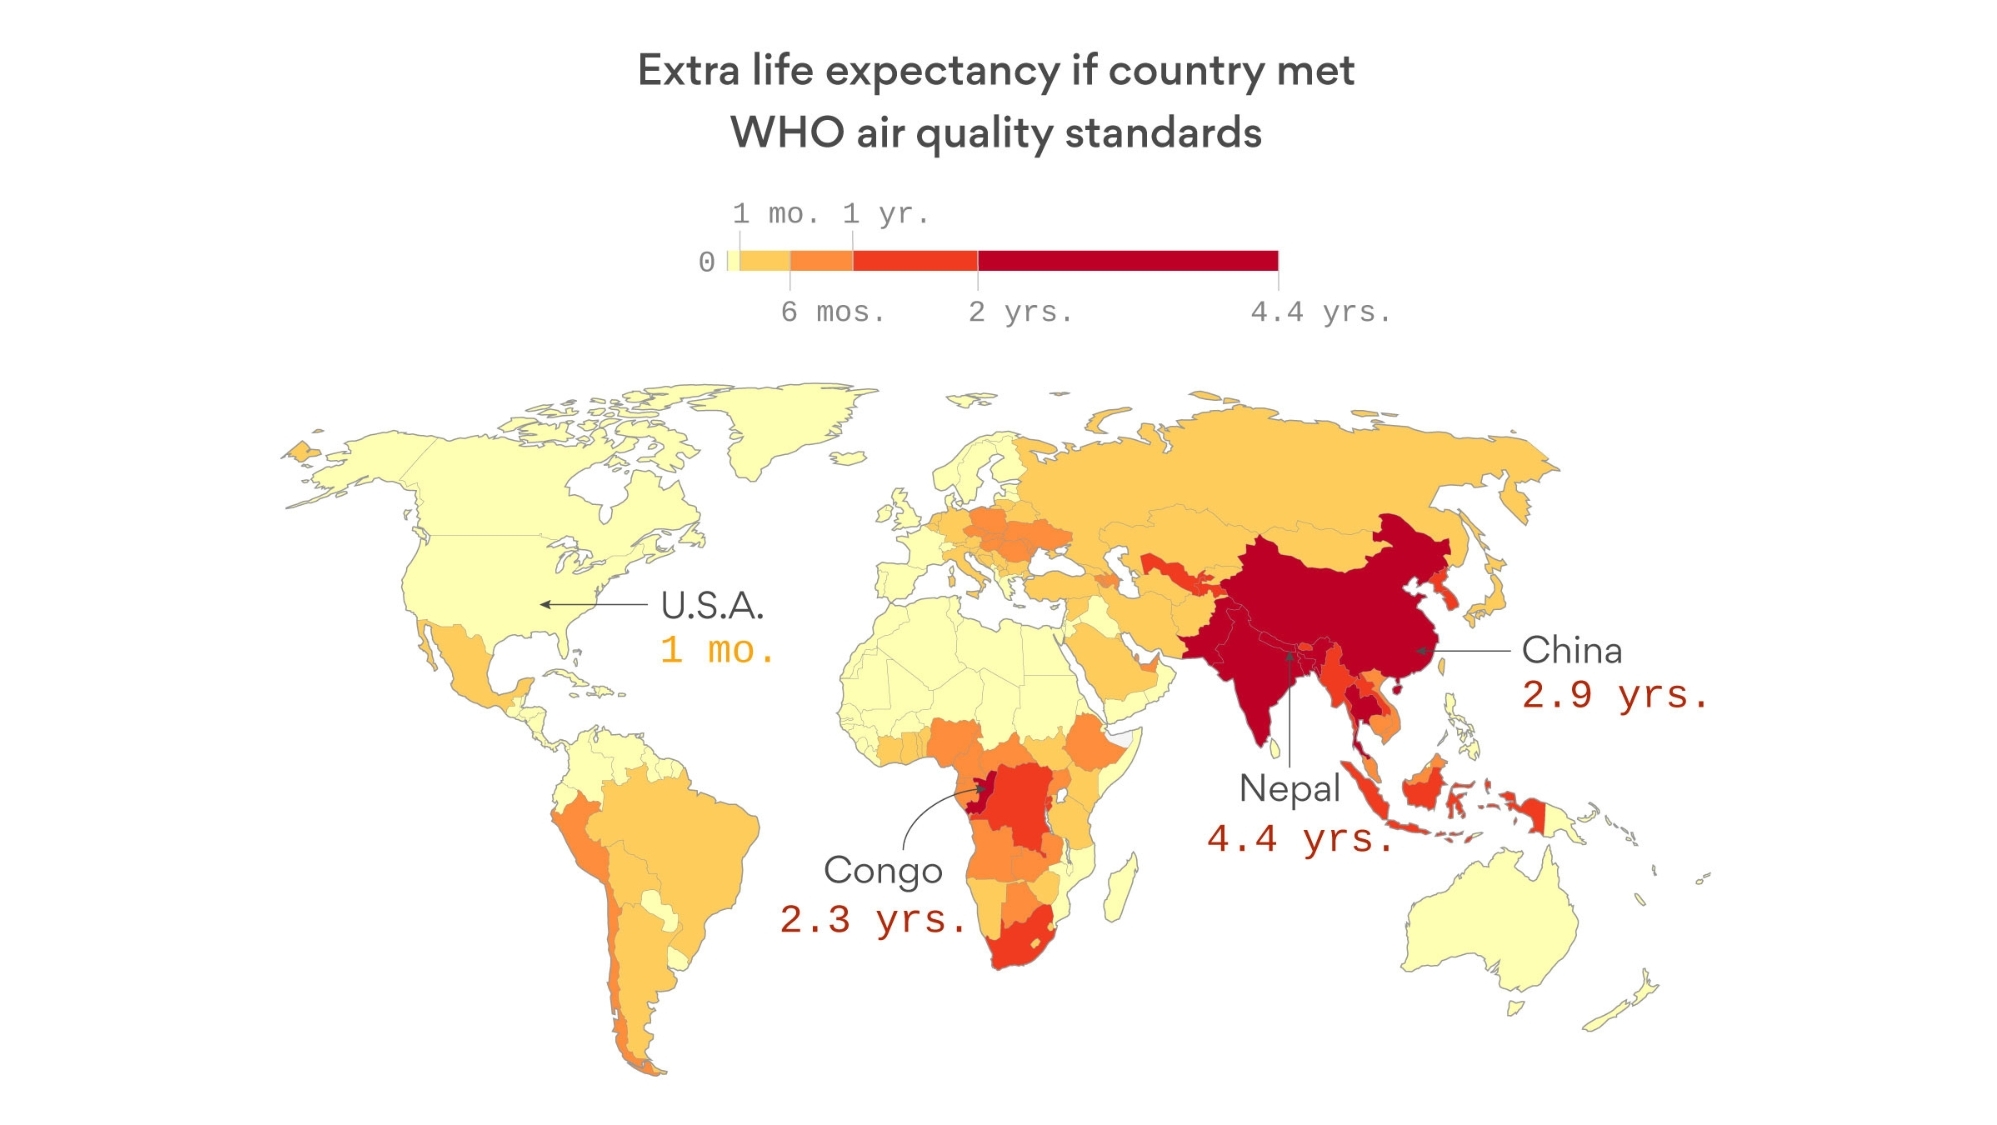 Extra life expectancy if country met
WHO air quality standards
1 mo. 1 yr.
0
6 mos. 2 yrs. 4.4 yrs.
U.S.A.
1 mo.
China
2.9 yrs.
Nepal
4.4 yrs.
Congo
2.3 yrs.